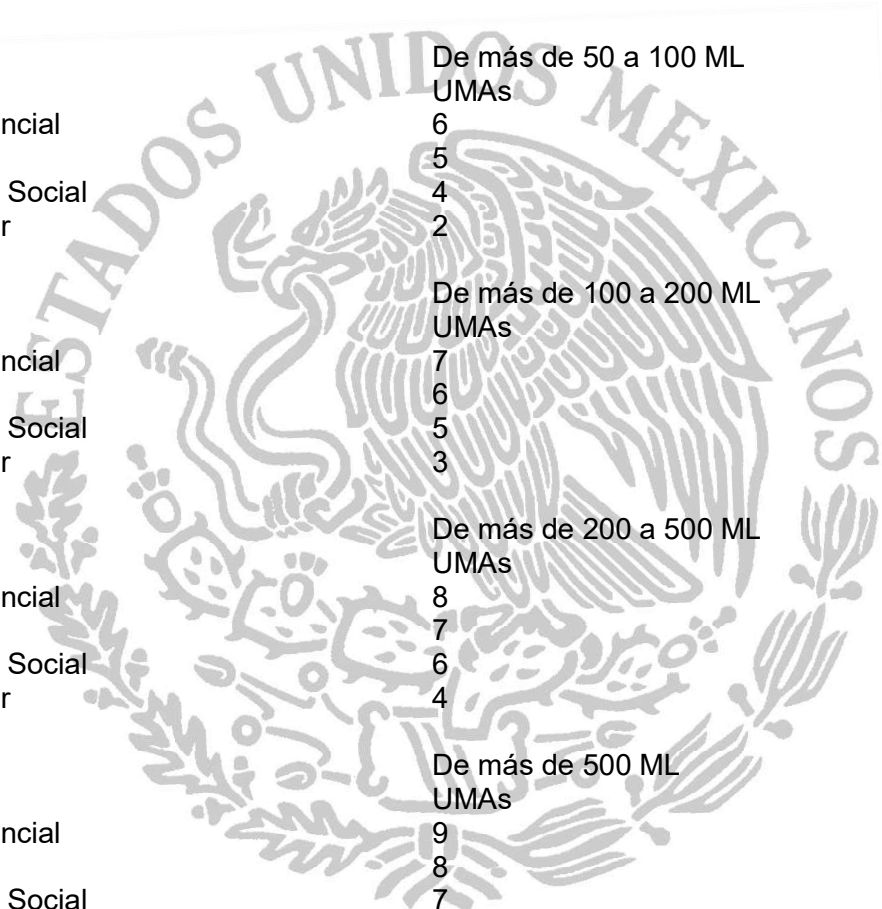 ESTADOS UNIDOS MEXICANOS
De más de 50 a 100 ML
UMAs
ncial 6
5
Social 4
r 2
De más de 100 a 200 ML
UMAs
ncial 7
6
Social 5
r 3
De más de 200 a 500 ML
UMAs
ncial 8
7
Social 6
r 4
De más de 500 ML
UMAs
ncial 9
8
Social 7